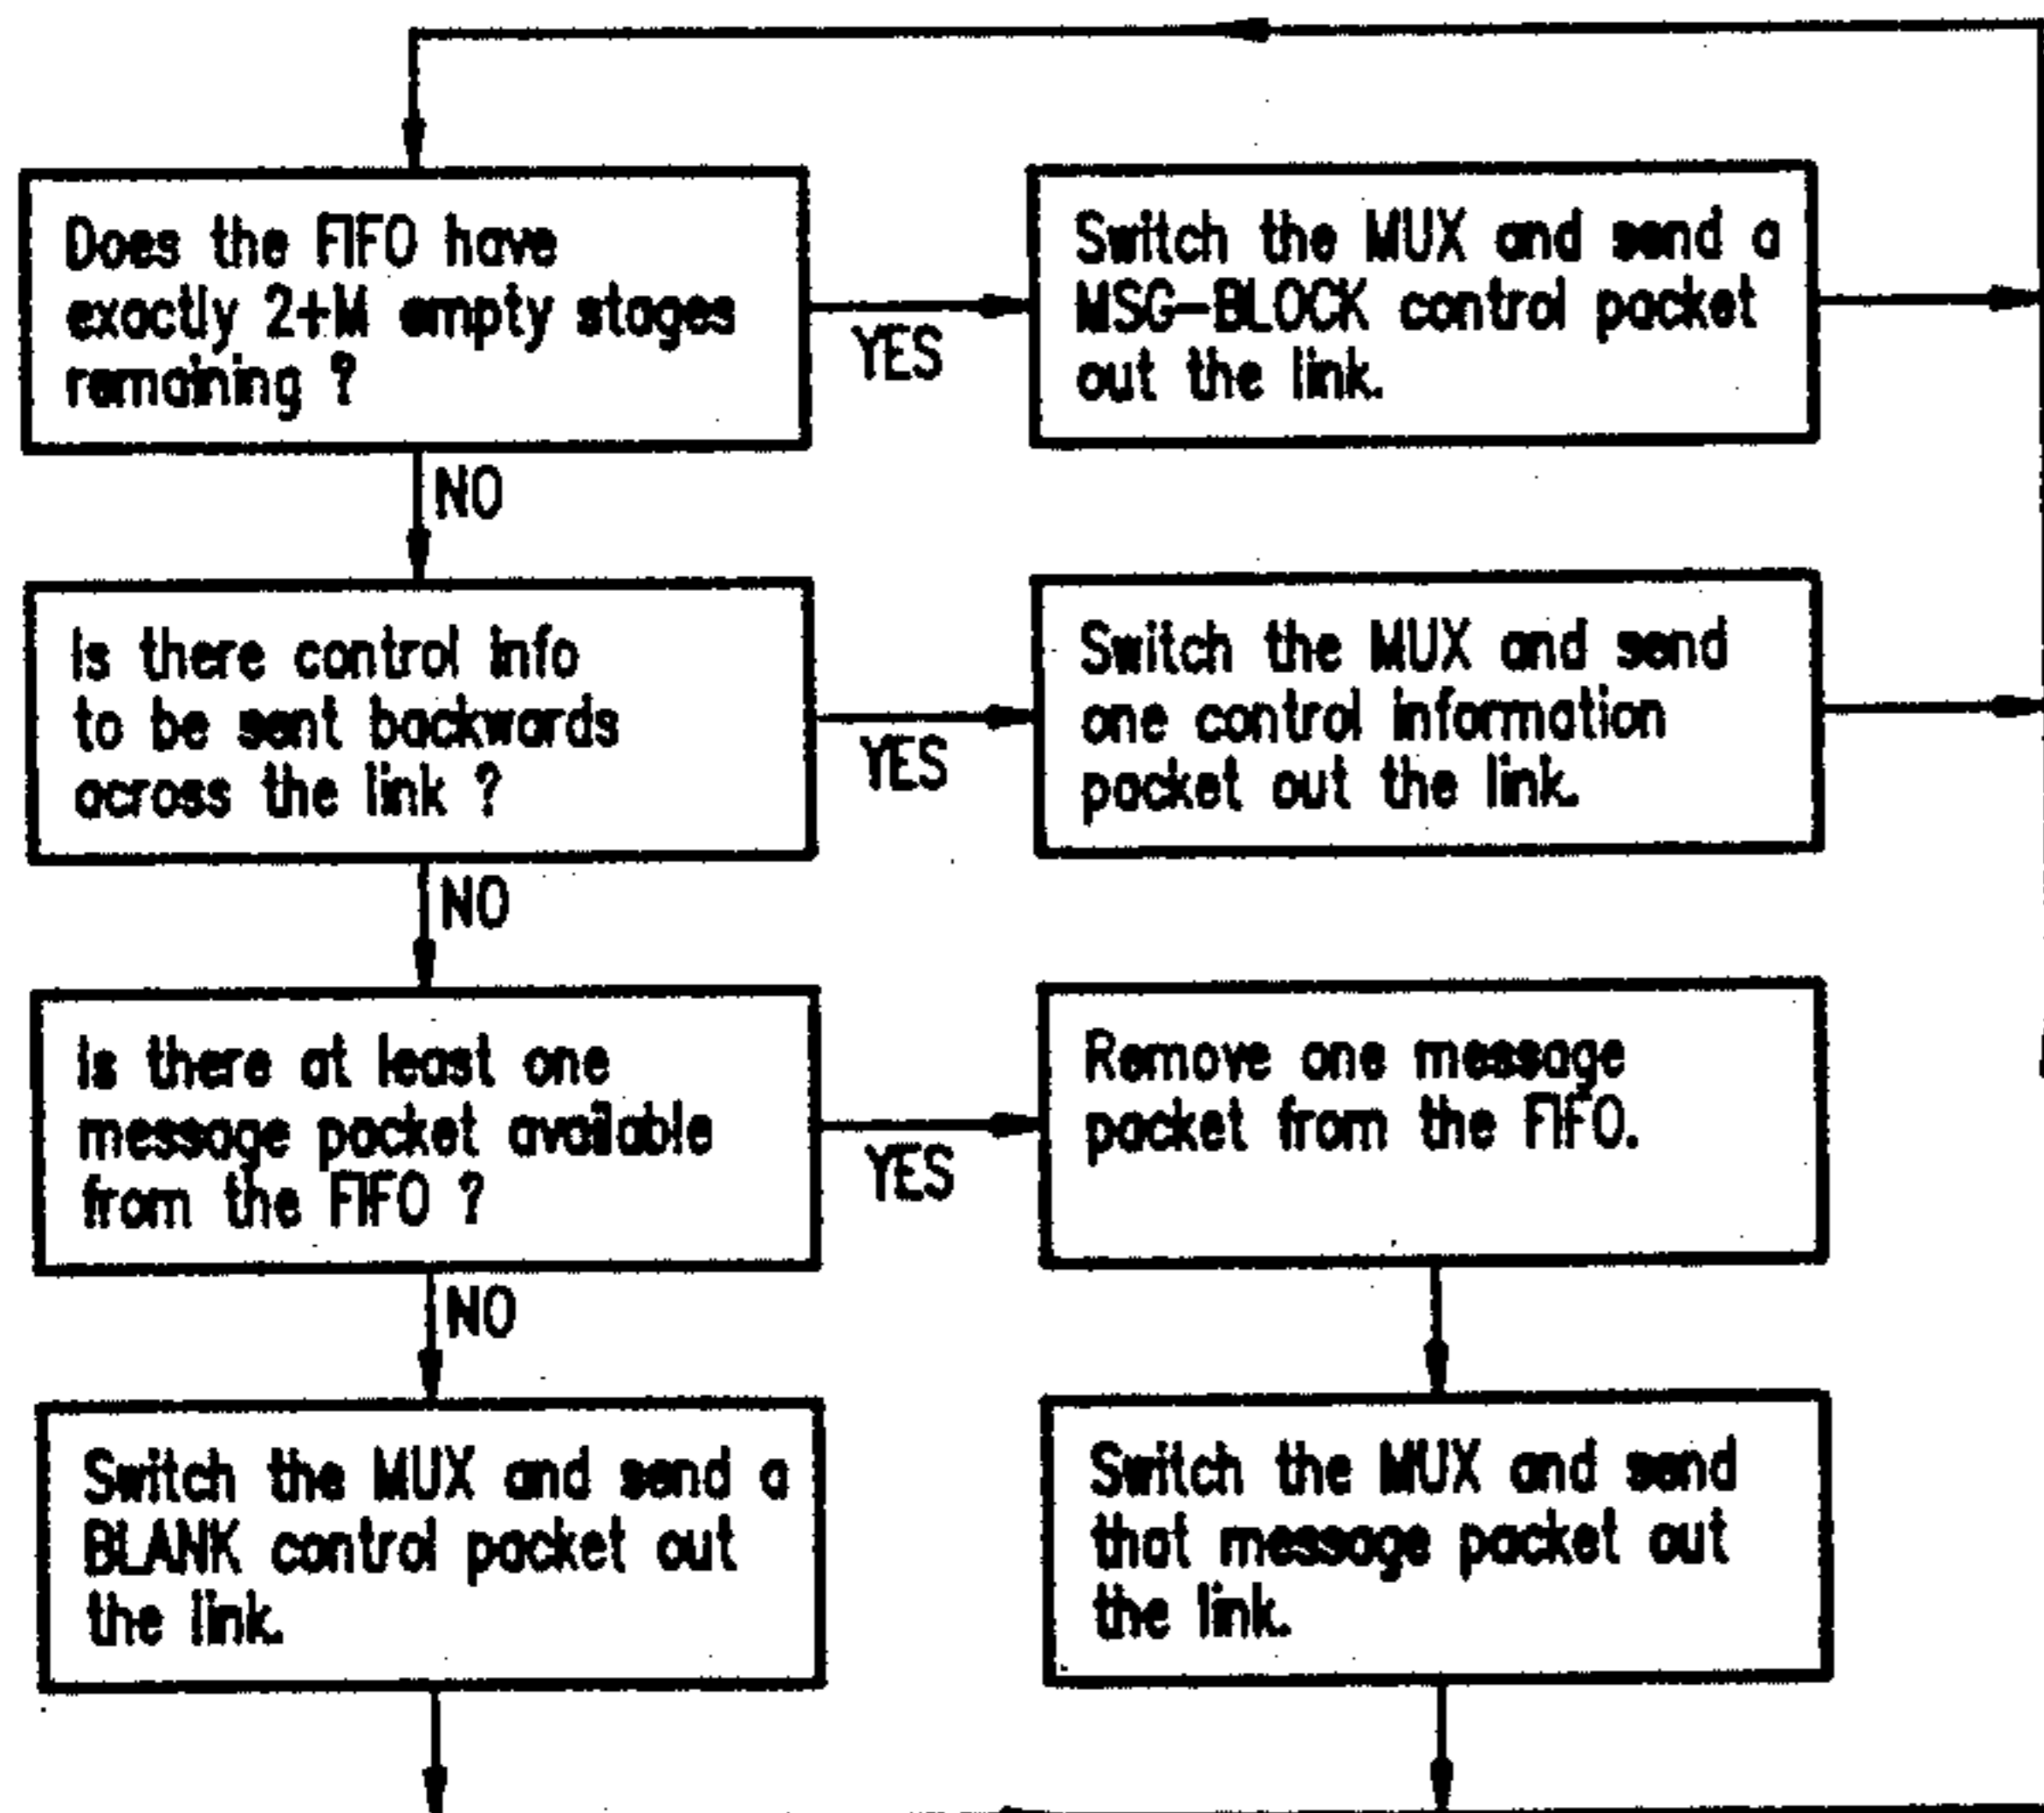 Does the FIFO have
exactly 2+M empty stages
remaining ?
YES
Switch the MUX and send a
MSG-BLOCK control packet
out the link.
NO
Is there control info
to be sent backwards
across the link ?
YES
Switch the MUX and send
one control information
packet out the link.
NO
Is there at least one
message packet available
from the FIFO ?
YES
Remove one message
packet from the FIFO.
NO
Switch the MUX and send a
BLANK control packet out
the link.
Switch the MUX and send
that message packet out
the link.